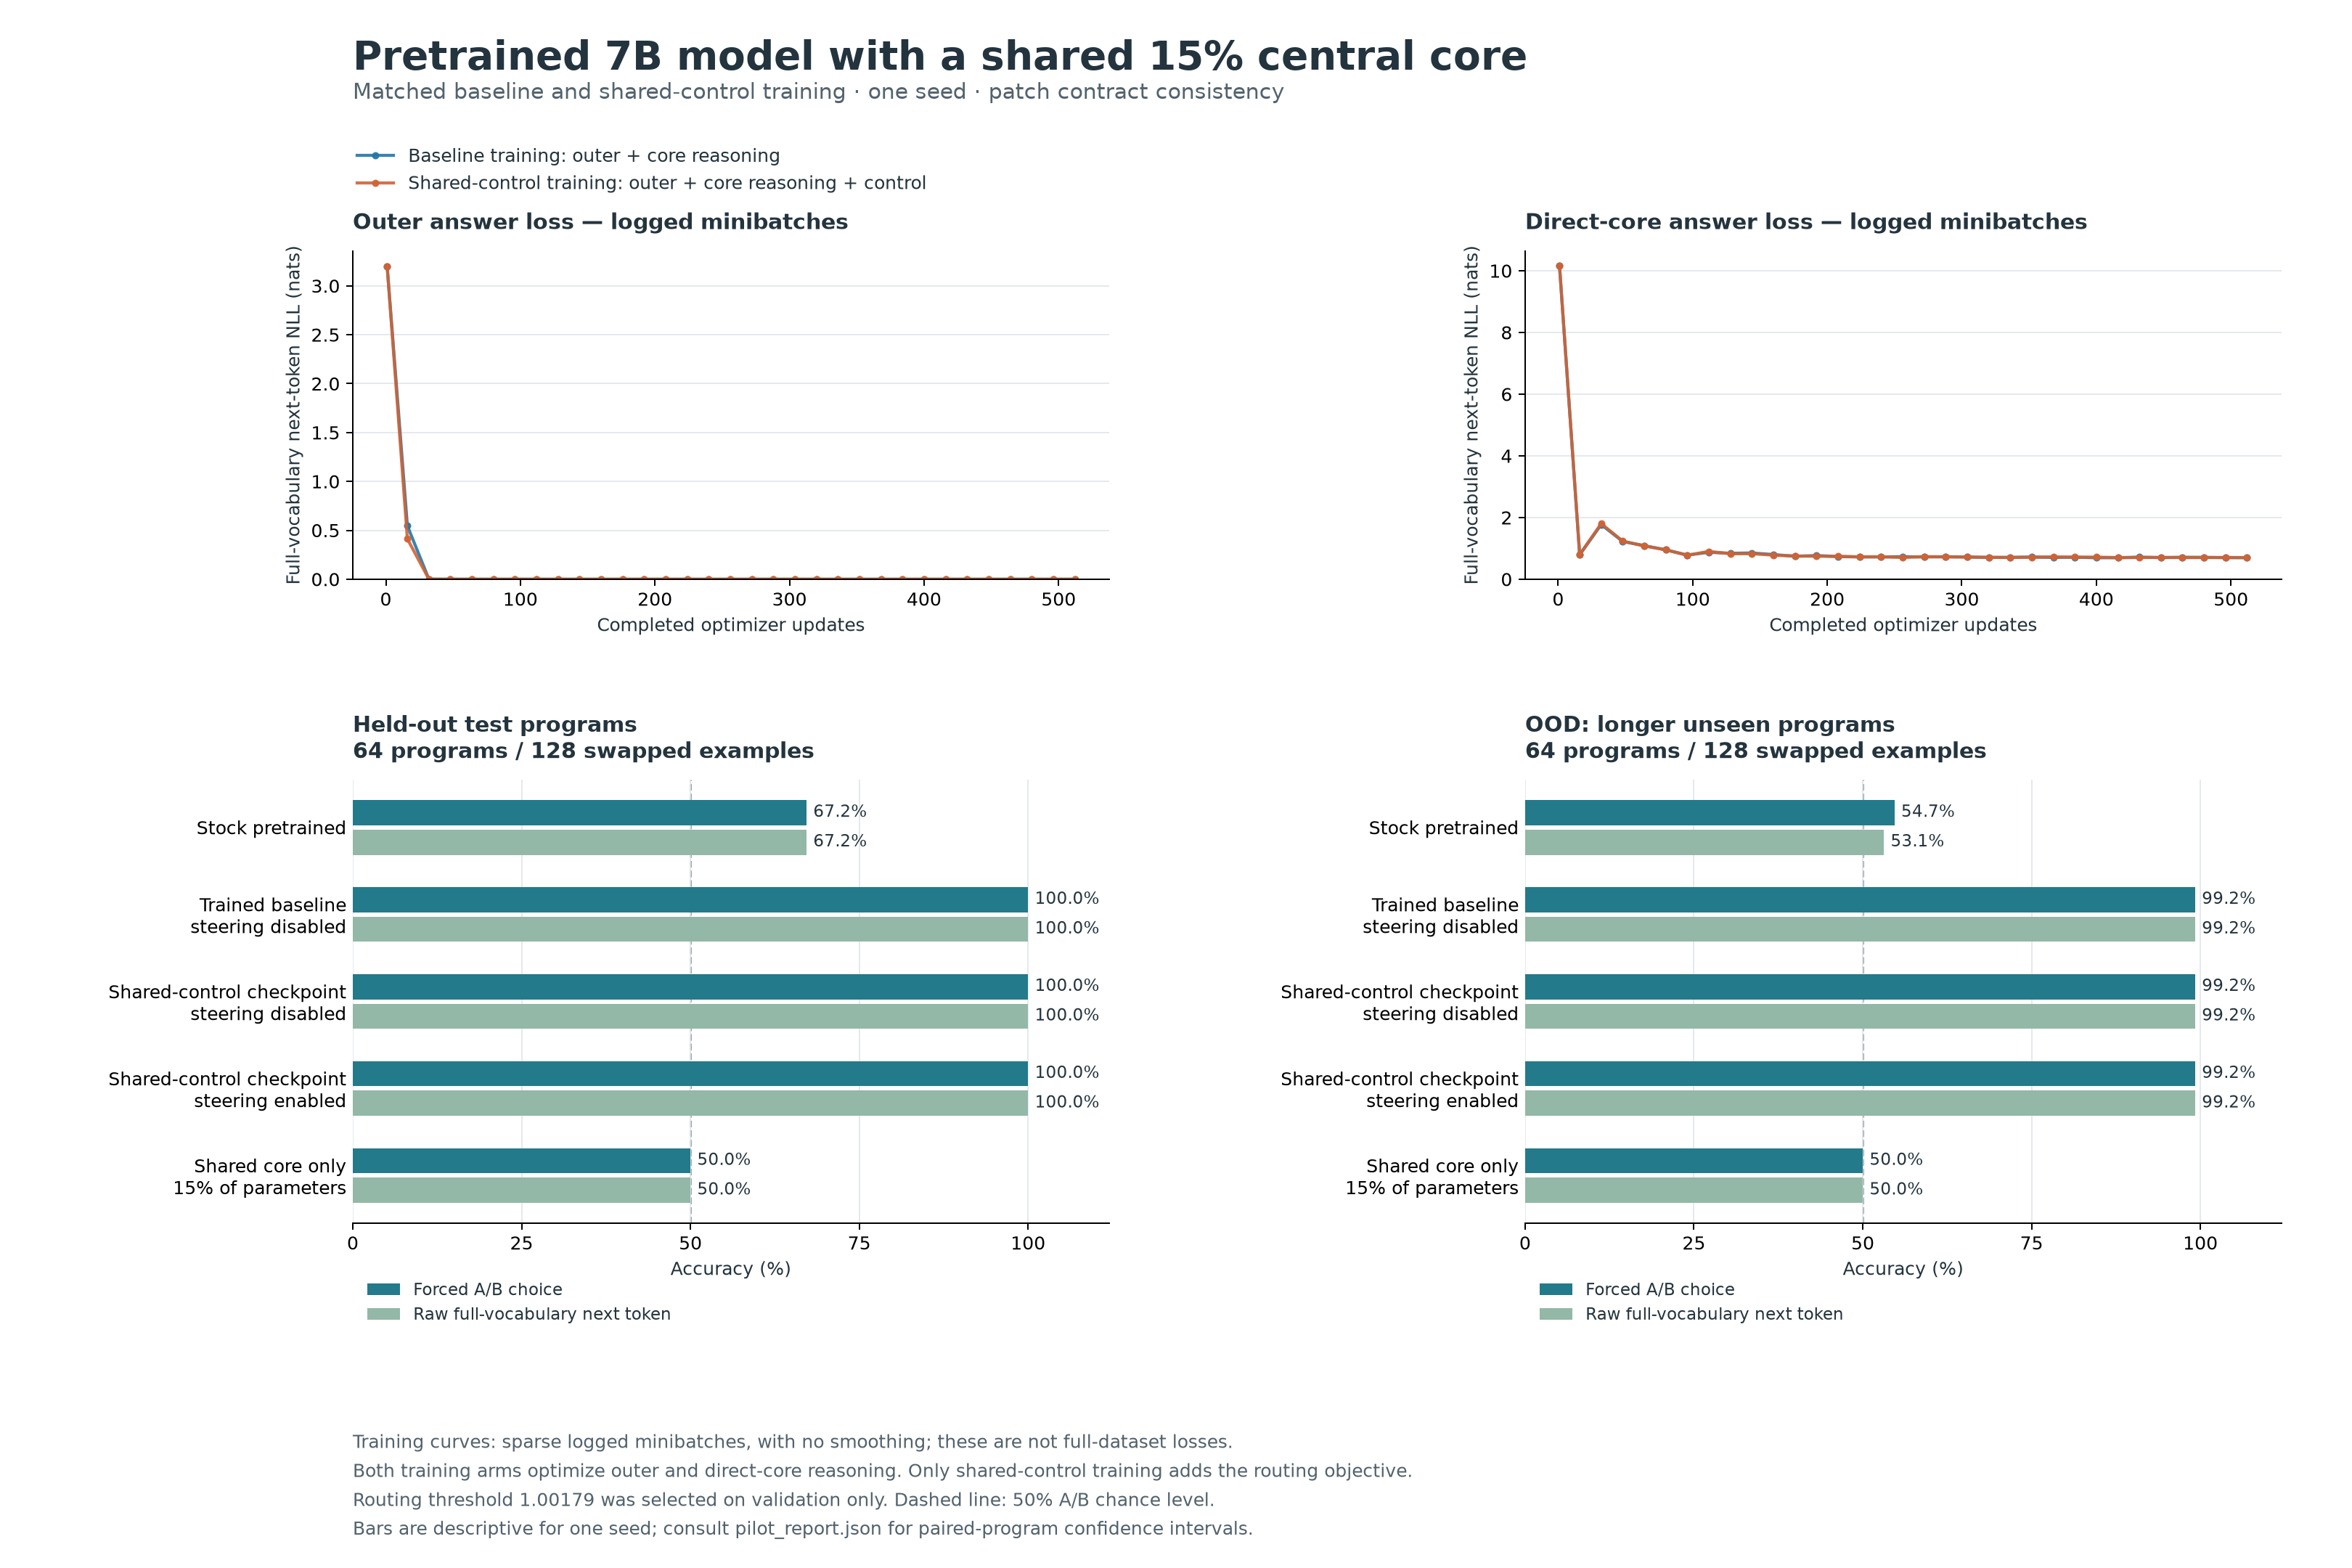 Pretrained 7B model with a shared 15% central core
Matched baseline and shared-control training · one seed · patch contract consistency
Baseline training: outer + core reasoning
Shared-control training: outer + core reasoning + control
Outer answer loss — logged minibatches
Full-vocabulary next-token NLL (nats)
3.0
2.5
2.0
1.5
1.0
0.5
0.0
0 100 200 300 400 500
Completed optimizer updates
Direct-core answer loss — logged minibatches
Full-vocabulary next-token NLL (nats)
10
8
6
4
2
0
0 100 200 300 400 500
Completed optimizer updates
Held-out test programs
64 programs / 128 swapped examples
Stock pretrained
67.2%
67.2%
Trained baseline
steering disabled
100.0%
100.0%
Shared-control checkpoint
steering disabled
100.0%
100.0%
Shared-control checkpoint
steering enabled
100.0%
100.0%
Shared core only
15% of parameters
50.0%
50.0%
0 25 50 75 100
Accuracy (%)
Forced A/B choice
Raw full-vocabulary next token
OOD: longer unseen programs
64 programs / 128 swapped examples
Stock pretrained
54.7%
53.1%
Trained baseline
steering disabled
99.2%
99.2%
Shared-control checkpoint
steering disabled
99.2%
99.2%
Shared-control checkpoint
steering enabled
99.2%
99.2%
Shared core only
15% of parameters
50.0%
50.0%
0 25 50 75 100
Accuracy (%)
Forced A/B choice
Raw full-vocabulary next token
Training curves: sparse logged minibatches, with no smoothing; these are not full-dataset losses.
Both training arms optimize outer and direct-core reasoning. Only shared-control training adds the routing objective.
Routing threshold 1.00179 was selected on validation only. Dashed line: 50% A/B chance level.
Bars are descriptive for one seed; consult pilot_report.json for paired-program confidence intervals.